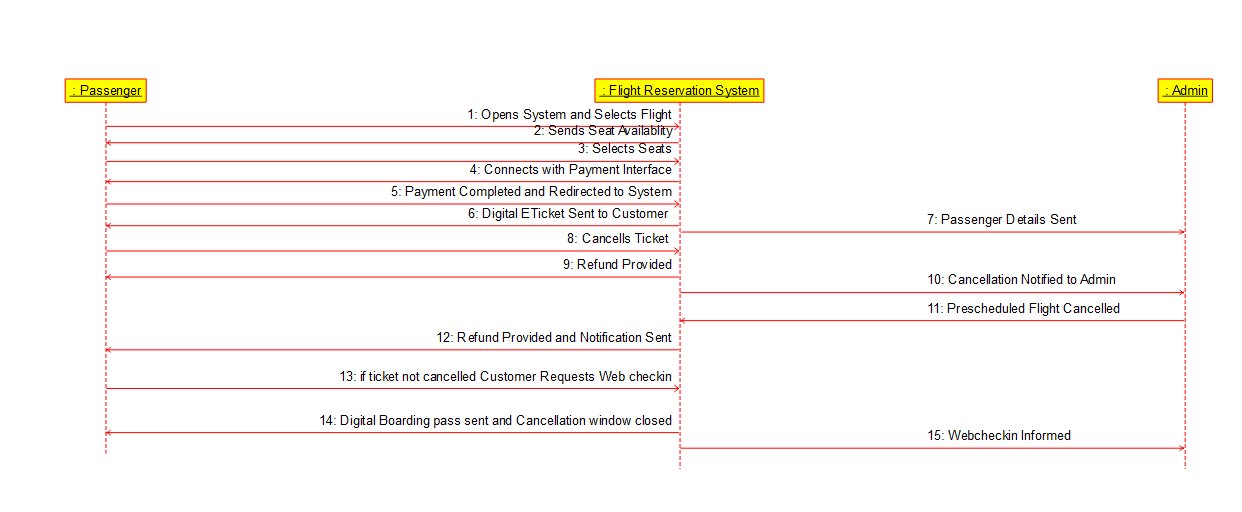 : Passenger
: Flight Reservation System
: Admin
1: Opens System and Selects Flight
2: Sends Seat Availablity
3: Selects Seats
4: Connects with Payment Interface
5: Payment Completed and Redirected to System
6: Digital ETicket Sent to Customer
7: Passenger Details Sent
8: Cancells Ticket
9: Refund Provided
10: Cancellation Notified to Admin
11: Prescheduled Flight Cancelled
12: Refund Provided and Notification Sent
13: if ticket not cancelled Customer Requests Web checkin
14: Digital Boarding pass sent and Cancellation window closed
15: Webcheckin Informed